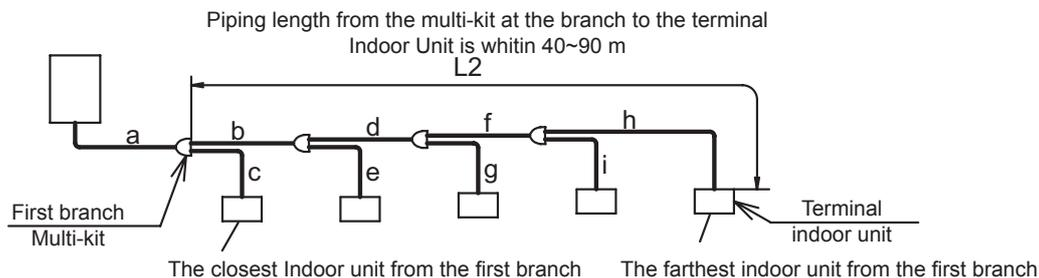 Piping length from the multi-kit at the branch to the terminal
Indoor Unit is whitin 40~90 m
L2
a
b
d
f
h
c
e
g
i
First branch
Multi-kit
Terminal
indoor unit
The closest Indoor unit from the first branch
The farthest indoor unit from the first branch